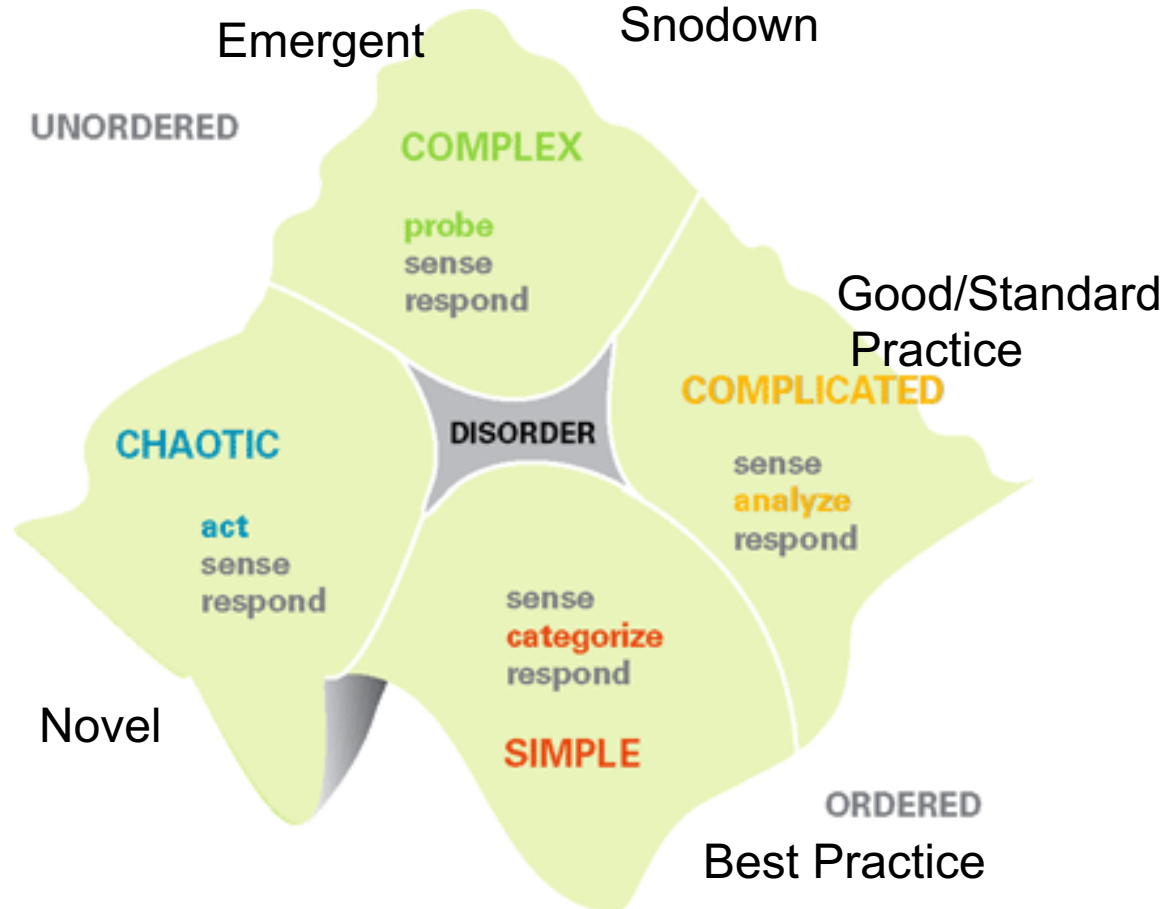 Emergent
Snodown
UNORDERED
COMPLEX
probe
sense
respond
Good/Standard
Practice
COMPLICATED
sense
analyze
respond
DISORDER
CHAOTIC
act
sense
respond
sense
categorize
respond
SIMPLE
Novel
ORDERED
Best Practice